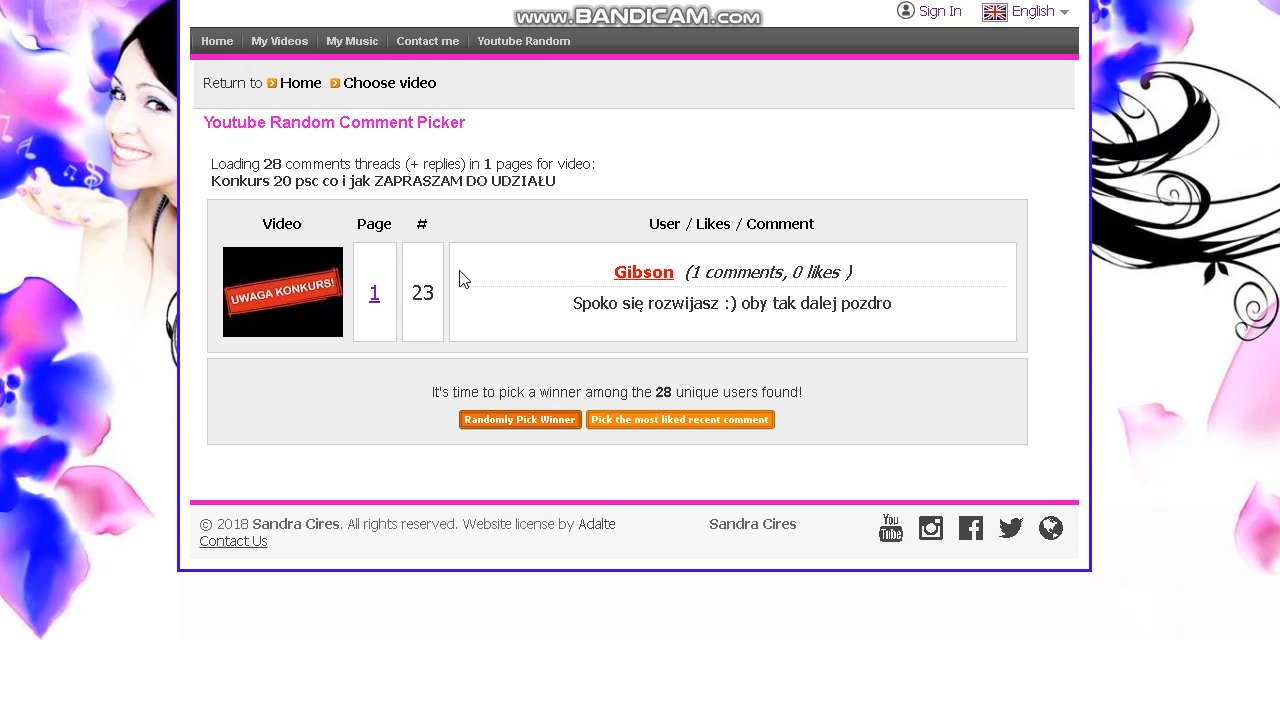 www.BANDICAM.com
Sign In English
Home My Videos My Music Contact me Youtube Random
Return to Home Choose video
Youtube Random Comment Picker
Loading 28 comments threads (+ replies) in 1 pages for video:
Konkurs 20 psc co i jak ZAPRASZAM DO UDZIAŁU
Video Page # User / Likes / Comment
UWAGA KONKURS!
1 23 Gibson (1 comments, 0 likes )
Spoko się rozwijasz :) oby tak dalej pozdro
It's time to pick a winner among the 28 unique users found!
Randomly Pick Winner Pick the most liked recent comment
© 2018 Sandra Cires. All rights reserved. Website license by Adalte Sandra Cires You Tube
Contact Us